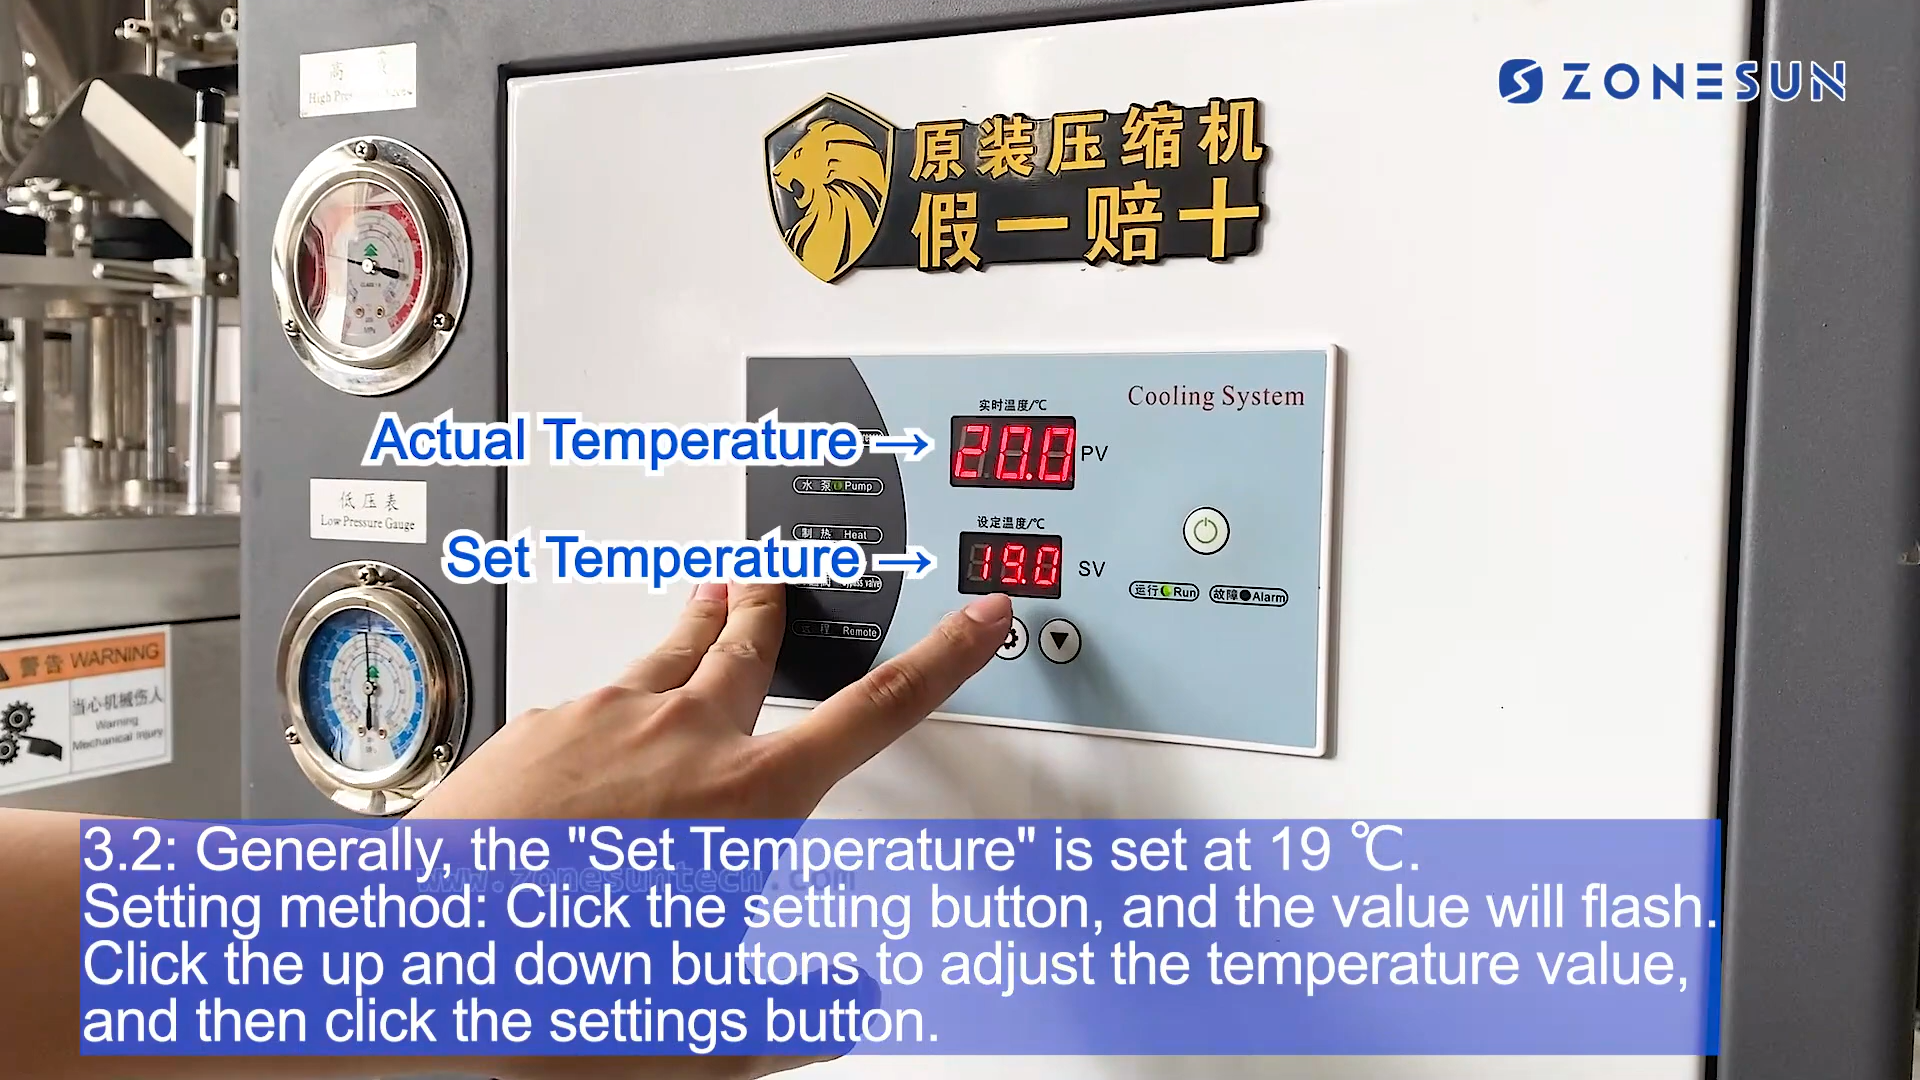 ZONESUN
High Pressure
原装压缩机
假一赔十
Cooling System
实时温度/℃
Actual Temperature →
20.0 PV
水泵 Pump
低压表
Low Pressure Gauge
设定温度/℃
制热 Heat
Set Temperature →
19.0 SV
运行 Run
故障 Alarm
远程 Remote
警告 WARNING
当心机械伤人
Warning
Mechanical Injury
3.2: Generally, the "Set Temperature" is set at 19 ℃.
www.zonesuntech.com
Setting method: Click the setting button, and the value will flash.
Click the up and down buttons to adjust the temperature value,
and then click the settings button.